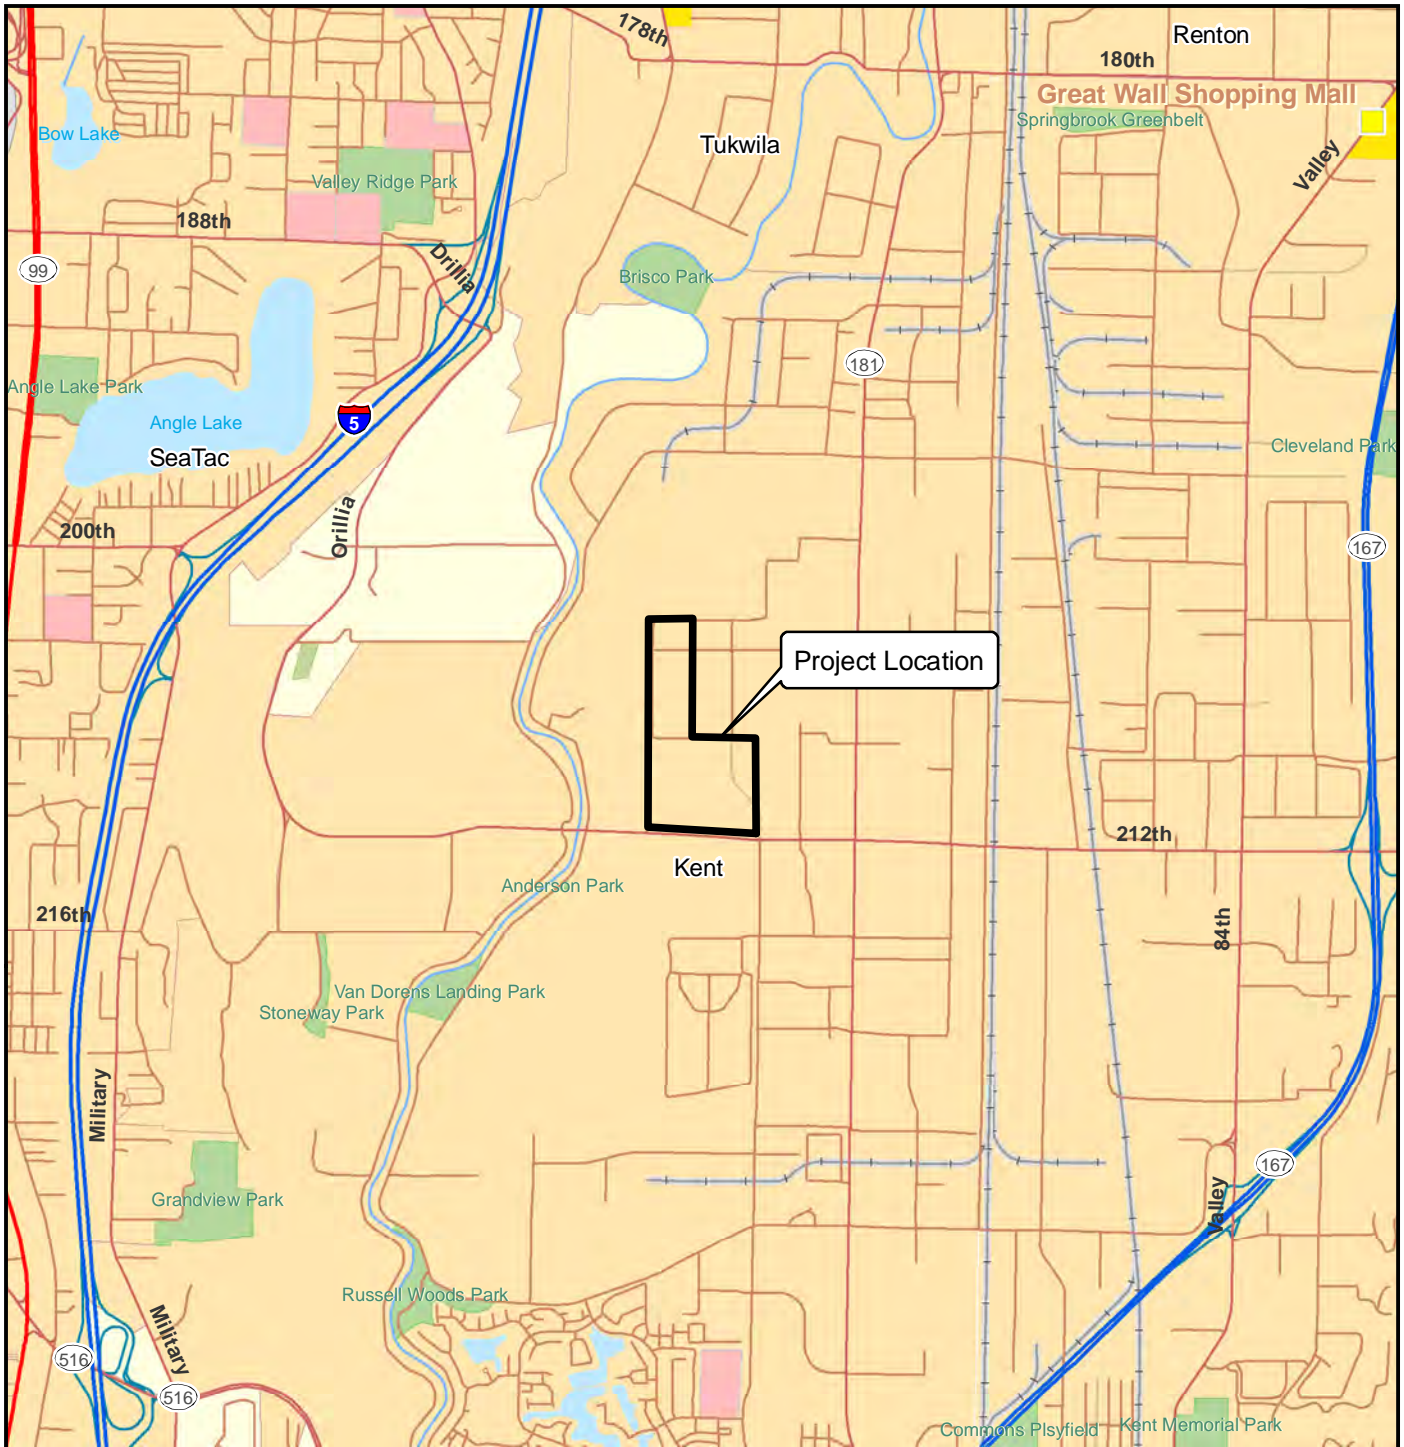 178th
Renton
180th
Great Wall Shopping Mall
Springbrook Greenbelt
Bow Lake
Tukwila
Valley
Valley Ridge Park
188th
Drillia
99
Brisco Park
181
Angle Lake Park
5
Angle Lake
SeaTac
Cleveland Park
Orillia
200th
167
Project Location
212th
Kent
Anderson Park
216th
84th
Van Dorens Landing Park
Stoneway Park
Military
167
Grandview Park
Valley
Russell Woods Park
Military
516
516
Commons Plsyfield
Kent Memorial Park